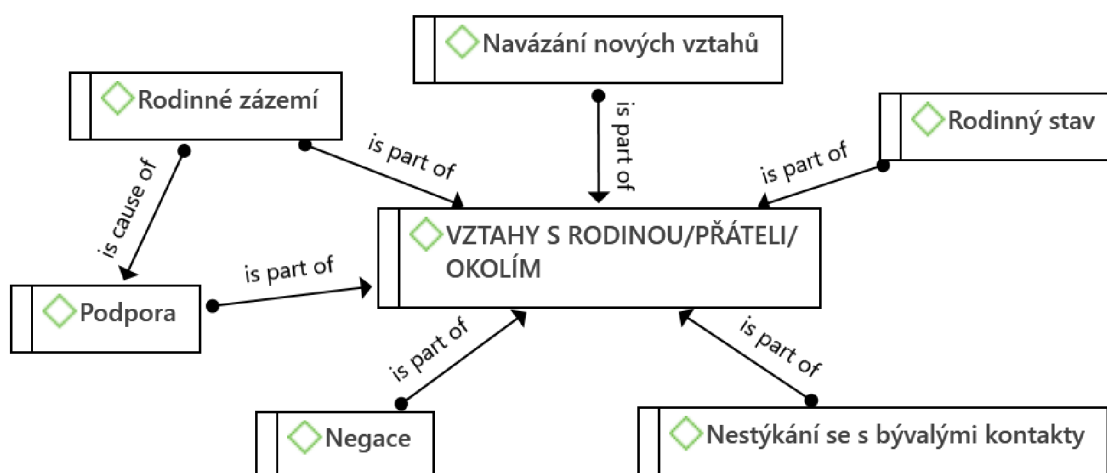 Navázání nových vztahů
Rodinné zázemí
Rodinný stav
is part of
is part of
is part of
is cause of
VZTAHY S RODINOU/PŘÁTELI/
OKOLÍM
is part of
Podpora
is part of
is part of
Negace
Nestýkání se s bývalými kontakty